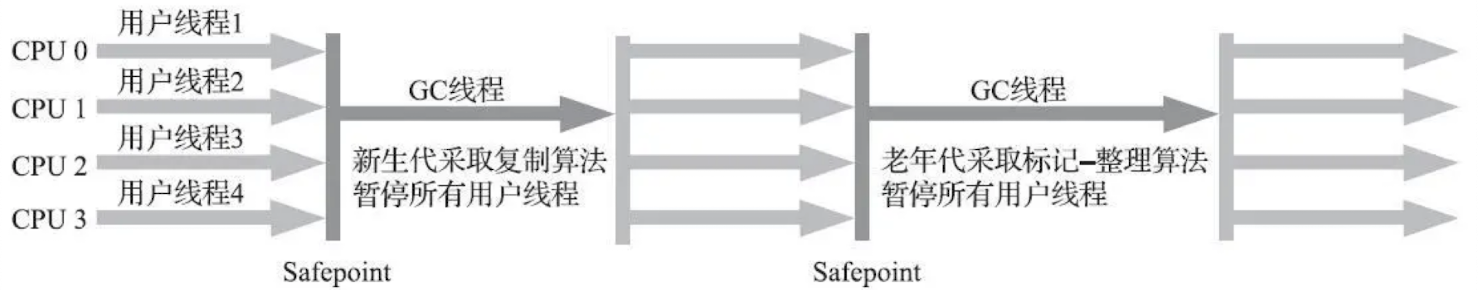 用户线程1
CPU 0
用户线程2
CPU 1
用户线程3
CPU 2
用户线程4
CPU 3
GC线程
新生代采取复制算法
暂停所有用户线程
Safepoint
GC线程
老年代采取标记-整理算法
暂停所有用户线程
Safepoint